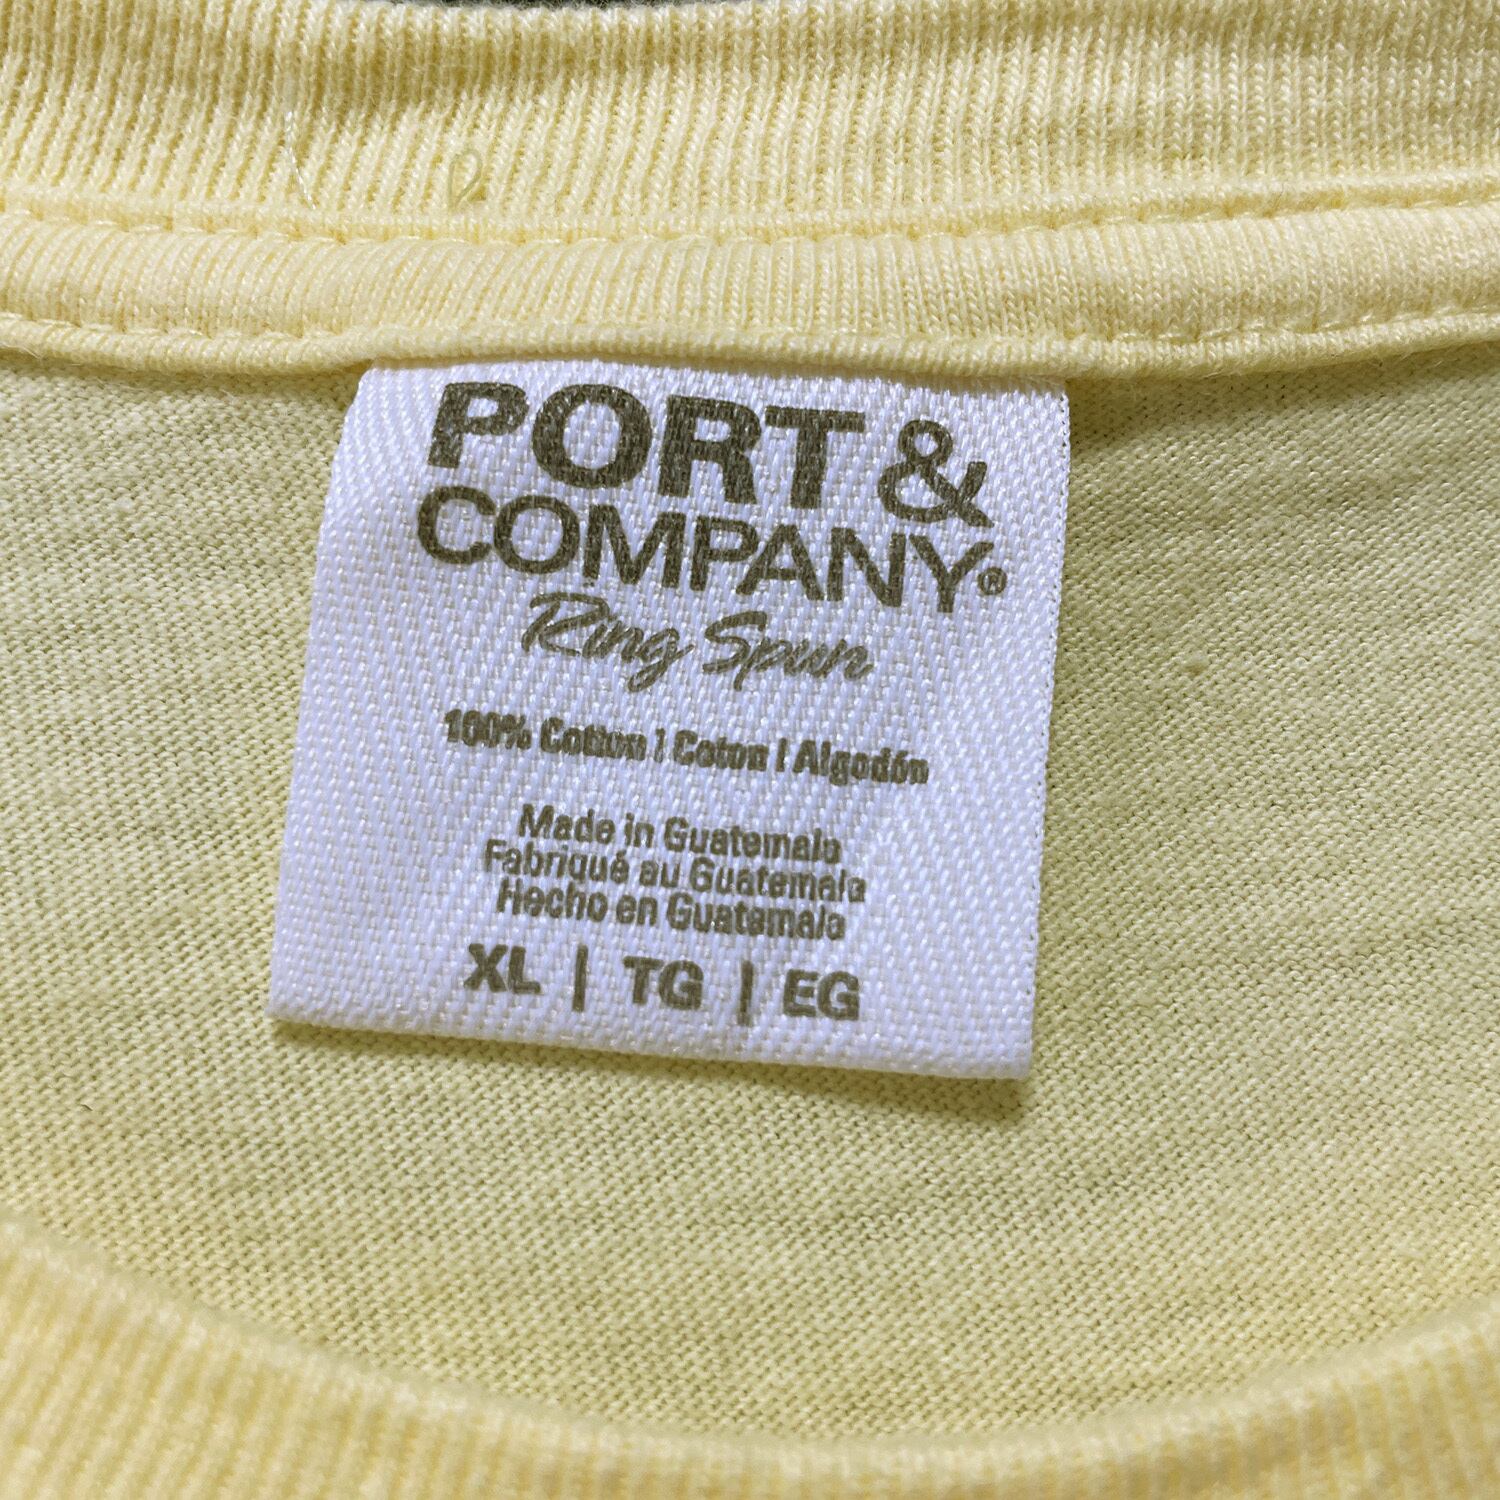 PORT &
COMPANY®
Ring Spun
100% Cotton | Coton | Algodón
Made in Guatemala
Fabriqué au Guatemala
Hecho en Guatemala
XL | TG | EG